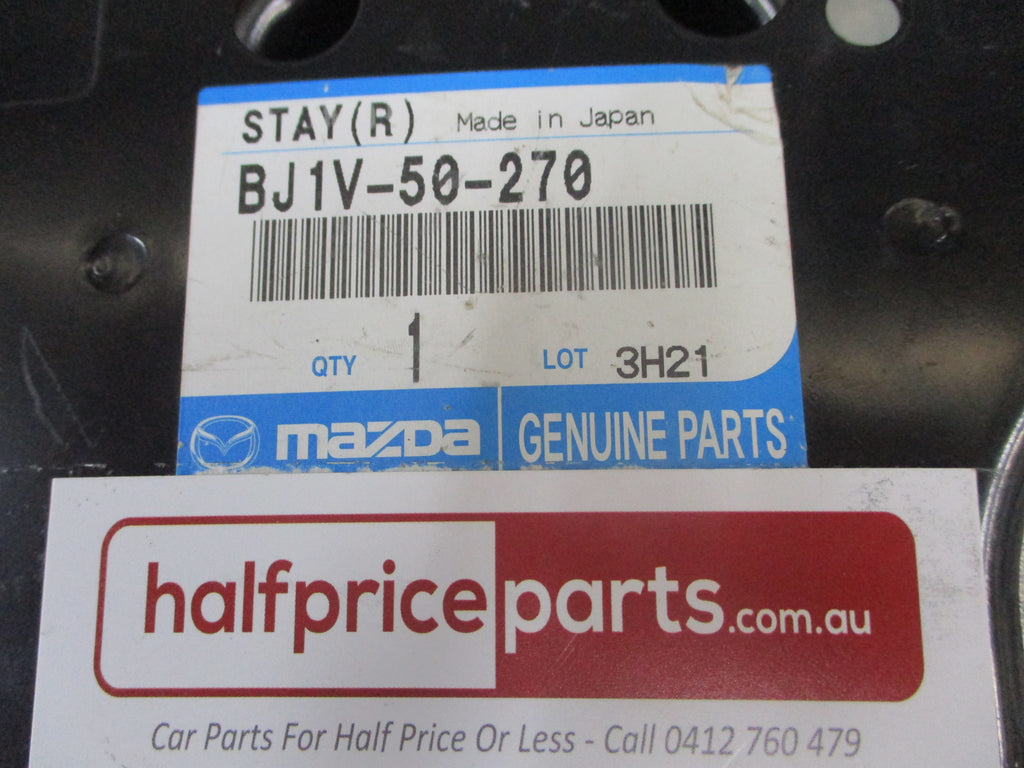 STAY(R) Made in Japan
BJ1V-50-270
QTY 1 LOT 3H21
mazda GENUINE PARTS
halfpriceparts.com.au
Car Parts For Half Price Or Less - Call 0412 760 479